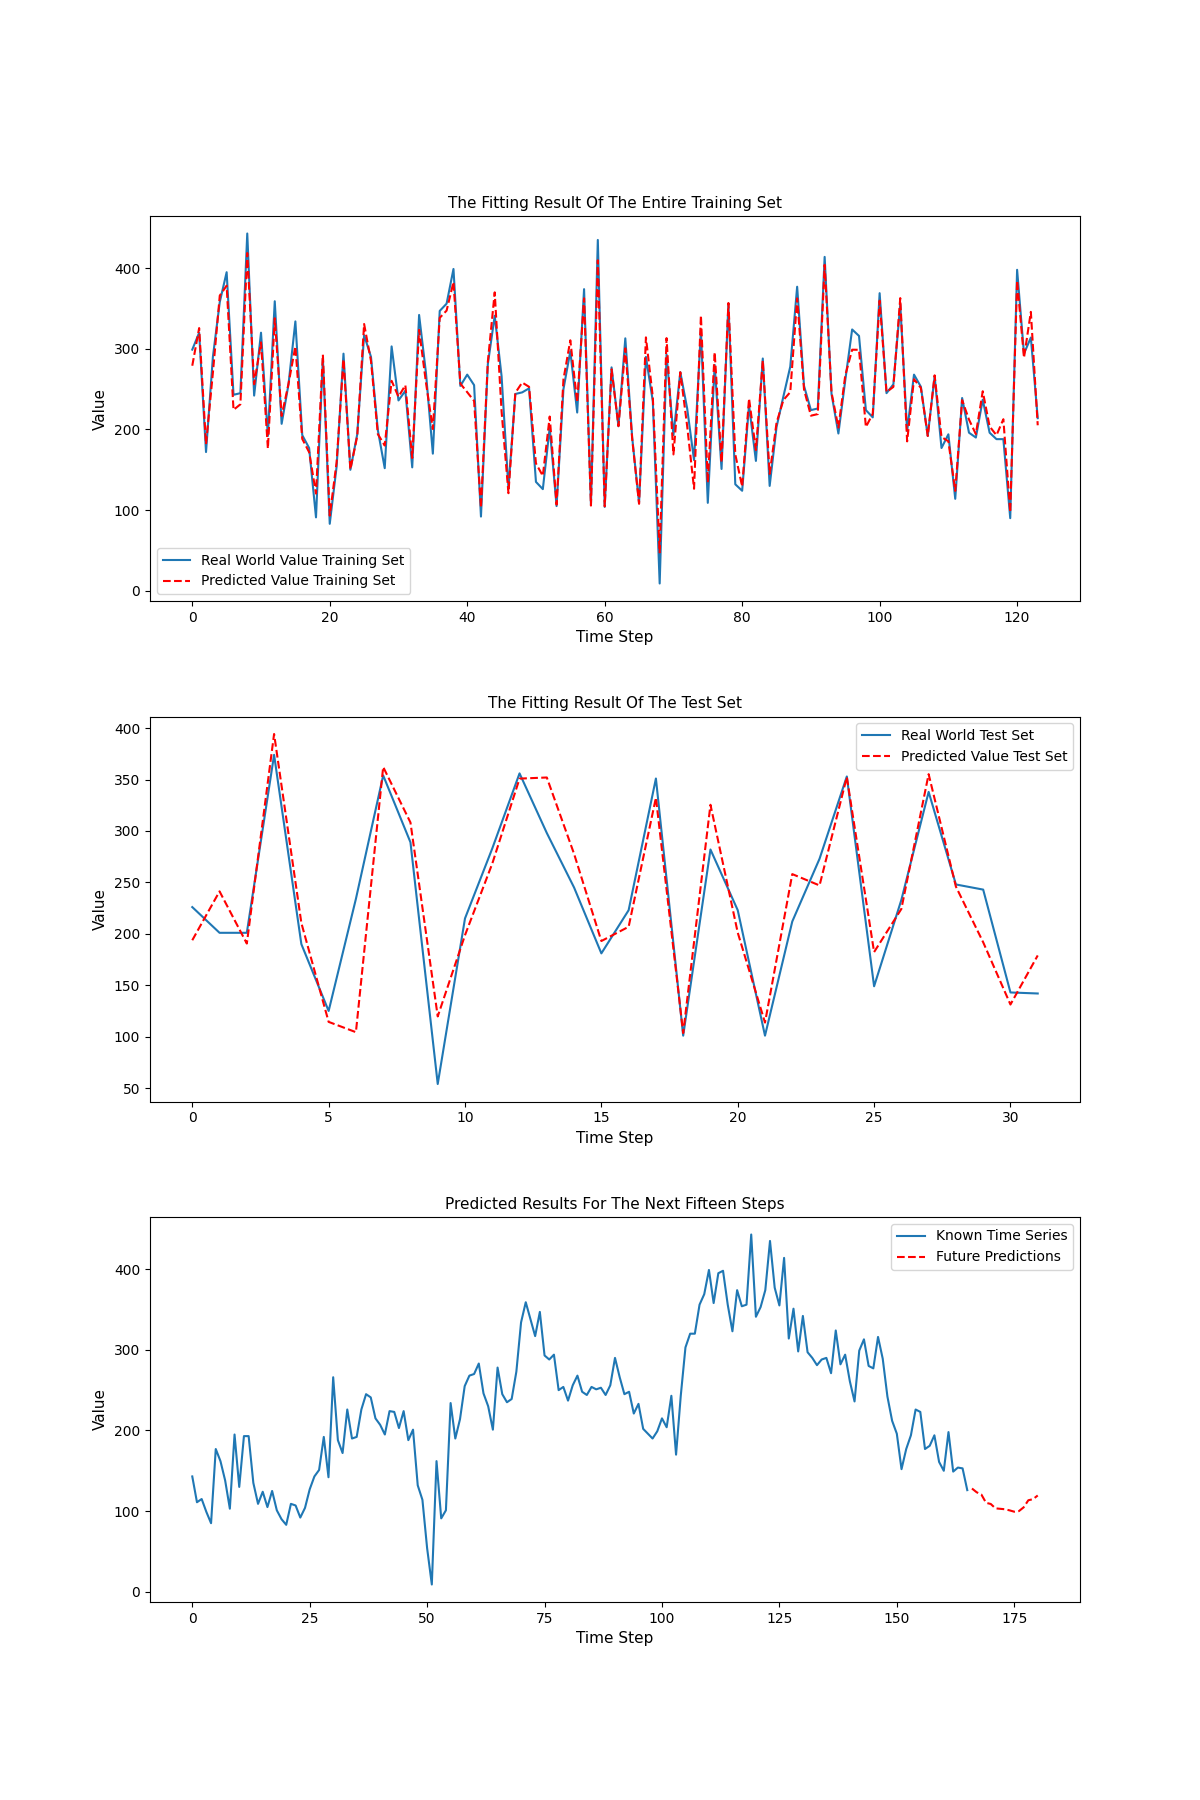 The Fitting Result Of The Entire Training Set
400
300
200
100
0
Value
Real World Value Training Set
Predicted Value Training Set
0 20 40 60 80 100 120
Time Step
The Fitting Result Of The Test Set
400
350
300
250
200
150
100
50
Value
Real World Test Set
Predicted Value Test Set
0 5 10 15 20 25 30
Time Step
Predicted Results For The Next Fifteen Steps
400
300
200
100
0
Value
Known Time Series
Future Predictions
0 25 50 75 100 125 150 175
Time Step